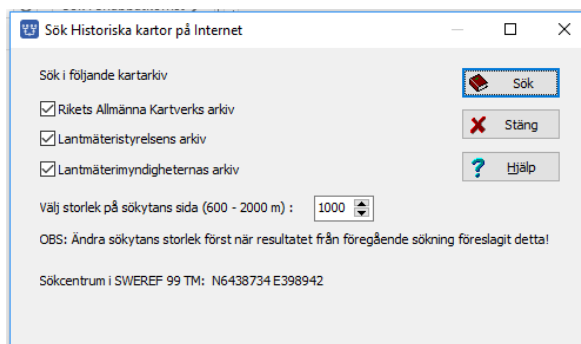 Sök Historiska kartor på Internet
Sök i följande kartarkiv
Sök
Rikets Allmänna Kartverks arkiv
Lantmäteristyrelsens arkiv
Stäng
Lantmäterimyndigheternas arkiv
Hjälp
Välj storlek på sökytans sida (600 - 2000 m) : 1000
OBS: Ändra sökytans storlek först när resultatet från föregående sökning föreslagit detta!
Sökcentrum i SWEREF 99 TM: N6438734 E398942